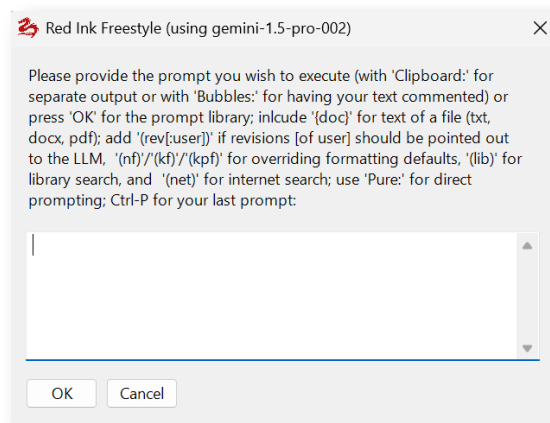 Red Ink Freestyle (using gemini-1.5-pro-002)
Please provide the prompt you wish to execute (with 'Clipboard:' for
separate output or with 'Bubbles:' for having your text commented) or
press 'OK' for the prompt library; inlcude '{doc}' for text of a file (txt,
docx, pdf); add '(rev[:user])' if revisions [of user] should be pointed out
to the LLM,  '(nf)'/'(kf)'/'(kpf)' for overriding formatting defaults, '(lib)' for
library search, and  '(net)' for internet search; use 'Pure:' for direct
prompting; Ctrl-P for your last prompt:
OK
Cancel